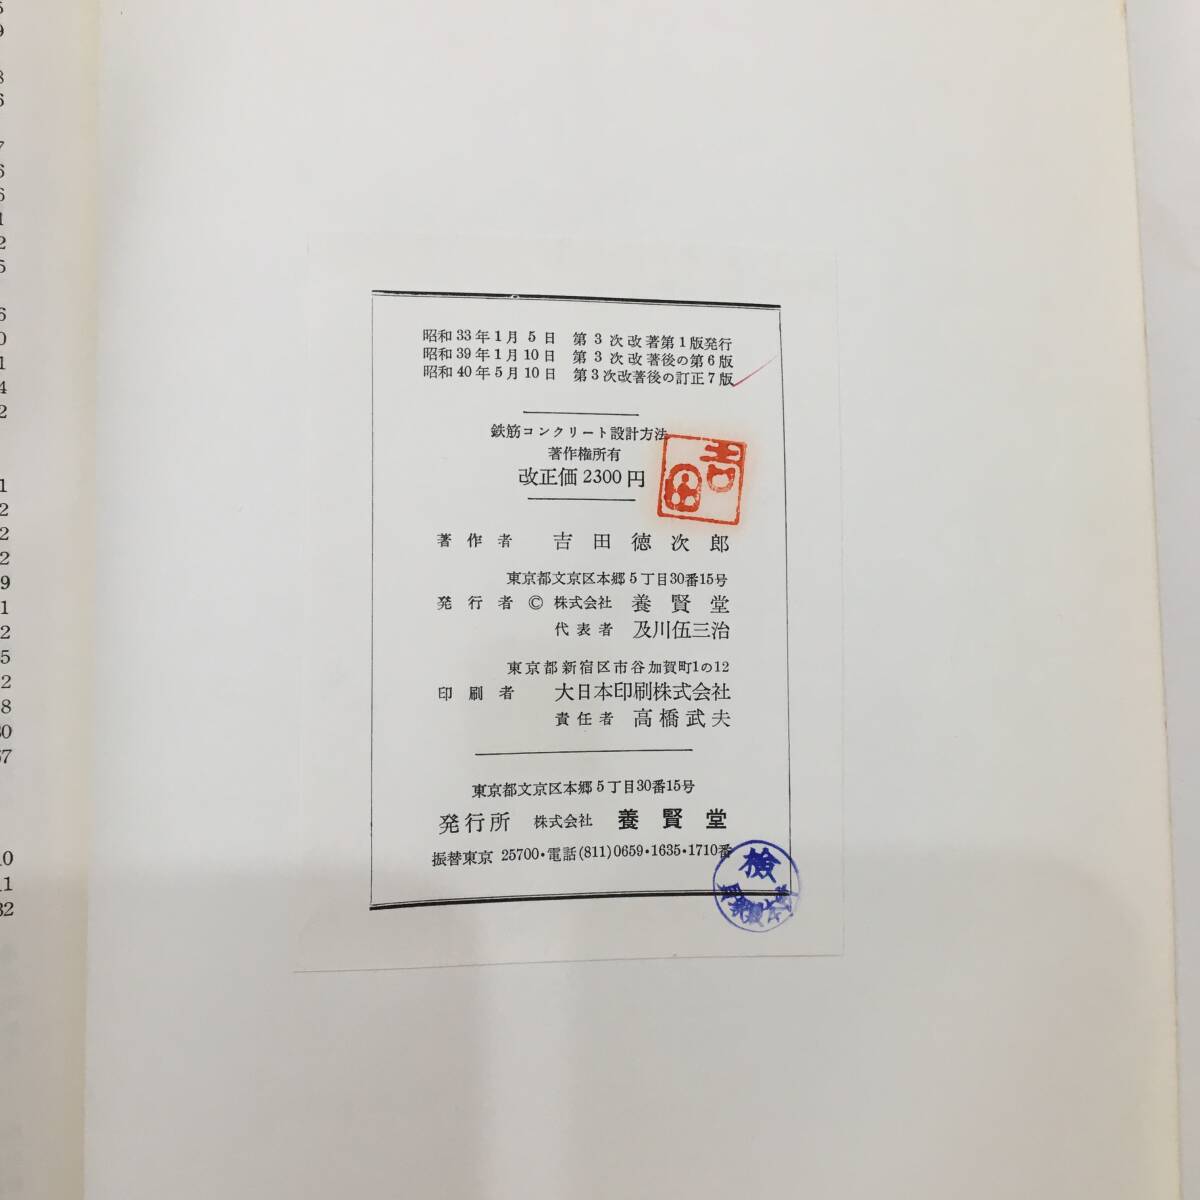 昭和33年1月5日 第3次改著第1版発行
昭和39年1月10日 第3次改著後の第6版
昭和40年5月10日 第3次改著後の訂正7版
鉄筋コンクリート設計方法
著作権所有
改正価2300円
著作者 吉田徳次郎
東京都文京区本郷5丁目30番15号
発行者 © 株式会社 養賢堂
代表者 及川伍三治
東京都新宿区市谷加賀町1の12
印刷者 大日本印刷株式会社
責任者 高橋武夫
東京都文京区本郷5丁目30番15号
発行所 株式会社 養賢堂
振替東京 25700・電話(811)0659・1635・1710番
検